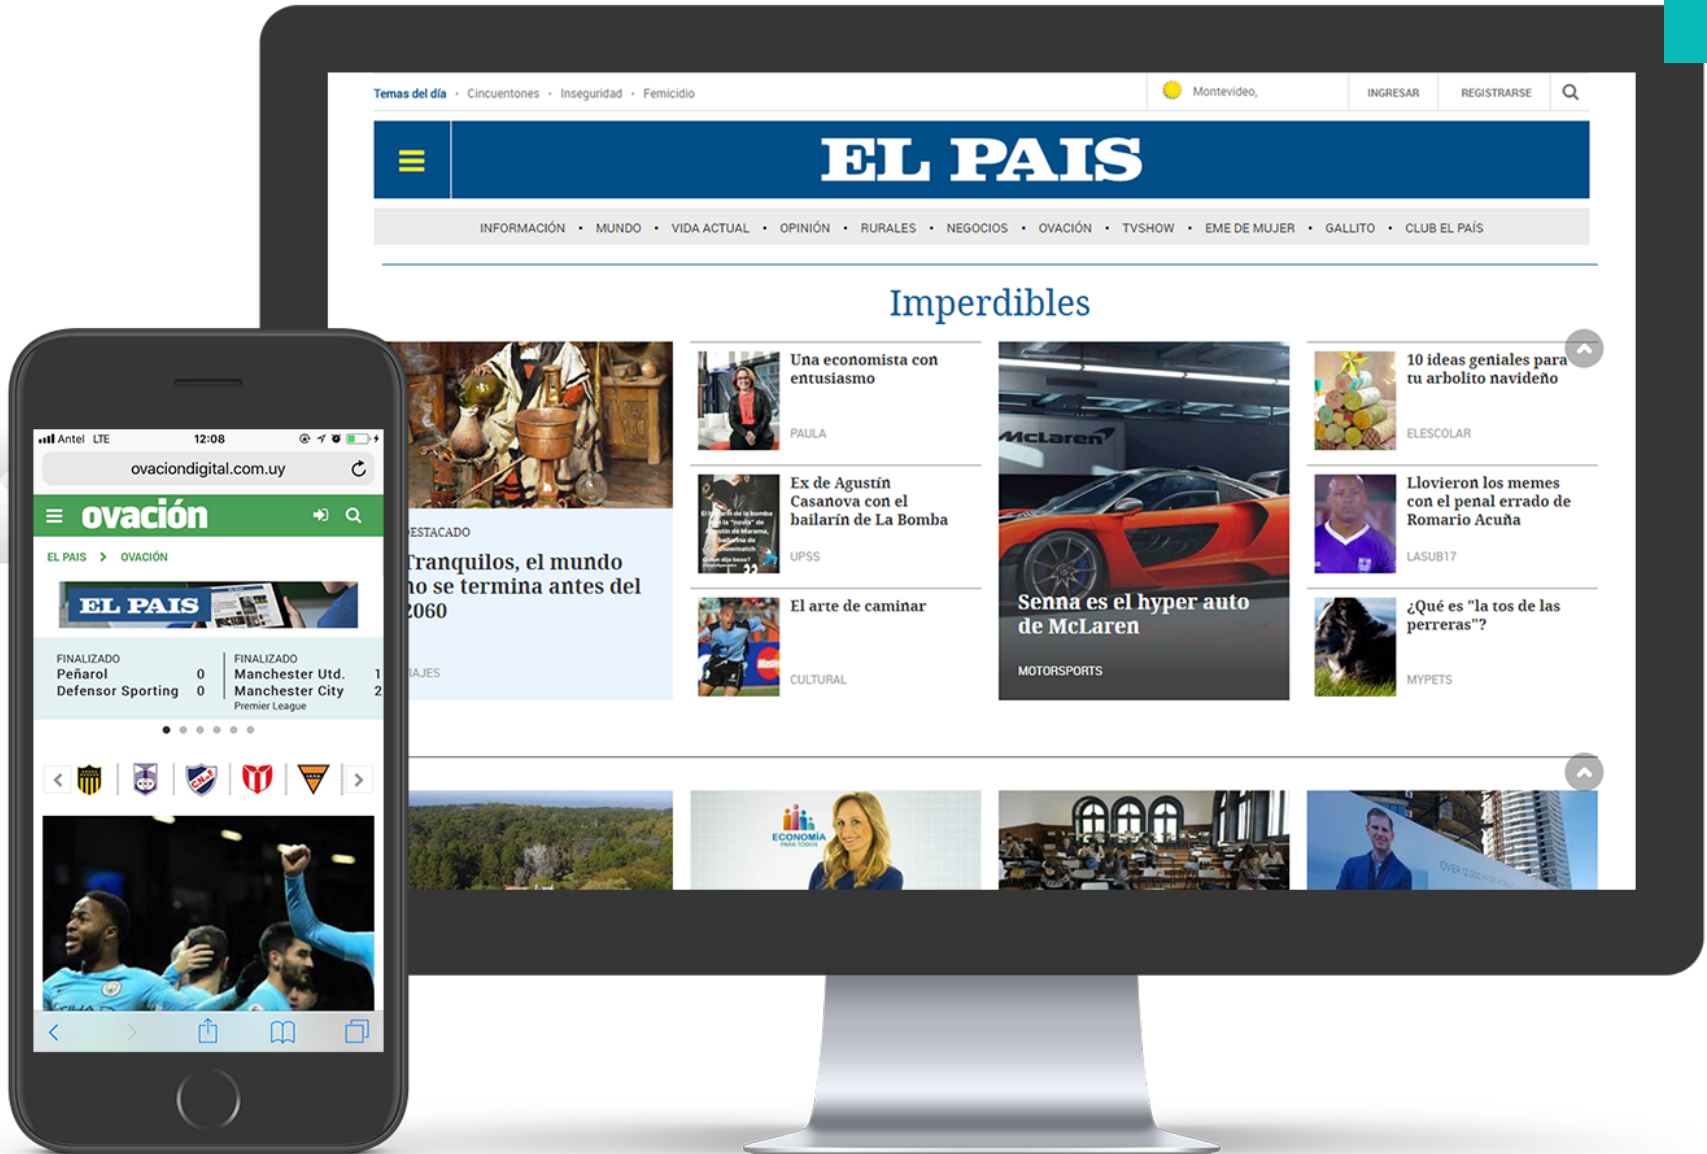 Temas del día · Cincuentones · Inseguridad · Femicidio
Montevideo,
INGRESAR
REGISTRARSE
EL PAIS
INFORMACIÓN • MUNDO • VIDA ACTUAL • OPINIÓN • RURALES • NEGOCIOS • OVACIÓN • TVSHOW • EME DE MUJER • GALLITO • CLUB EL PAÍS
Imperdibles
ESTACADO
Tranquilos, el mundo
no se termina antes del
2060
IAJES
Una economista con
entusiasmo
PAULA
Ex de Agustín
Casanova con el
bailarín de La Bomba
UPSS
El arte de caminar
CULTURAL
McLaren
Senna es el hyper auto
de McLaren
MOTORSPORTS
10 ideas geniales para
tu arbolito navideño
ELESCOLAR
Llovieron los memes
con el penal errado de
Romario Acuña
LASUB17
¿Qué es "la tos de las
perreras"?
MYPETS
ECONOMÍA
PARA TODOS
Antel LTE
12:08
ovaciondigital.com.uy
ovación
EL PAIS > OVACIÓN
EL PAIS
FINALIZADO
Peñarol 0
Defensor Sporting 0
FINALIZADO
Manchester Utd. 1
Manchester City 2
Premier League